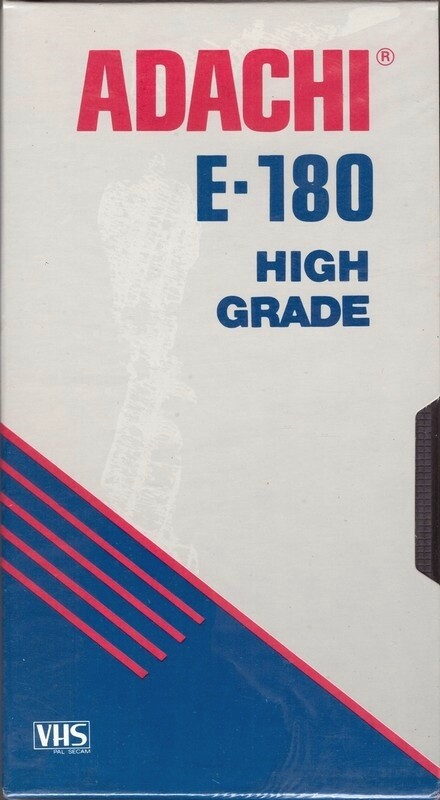 ADACHI®
E-180
HIGH
GRADE
VHS
PAL SECAM